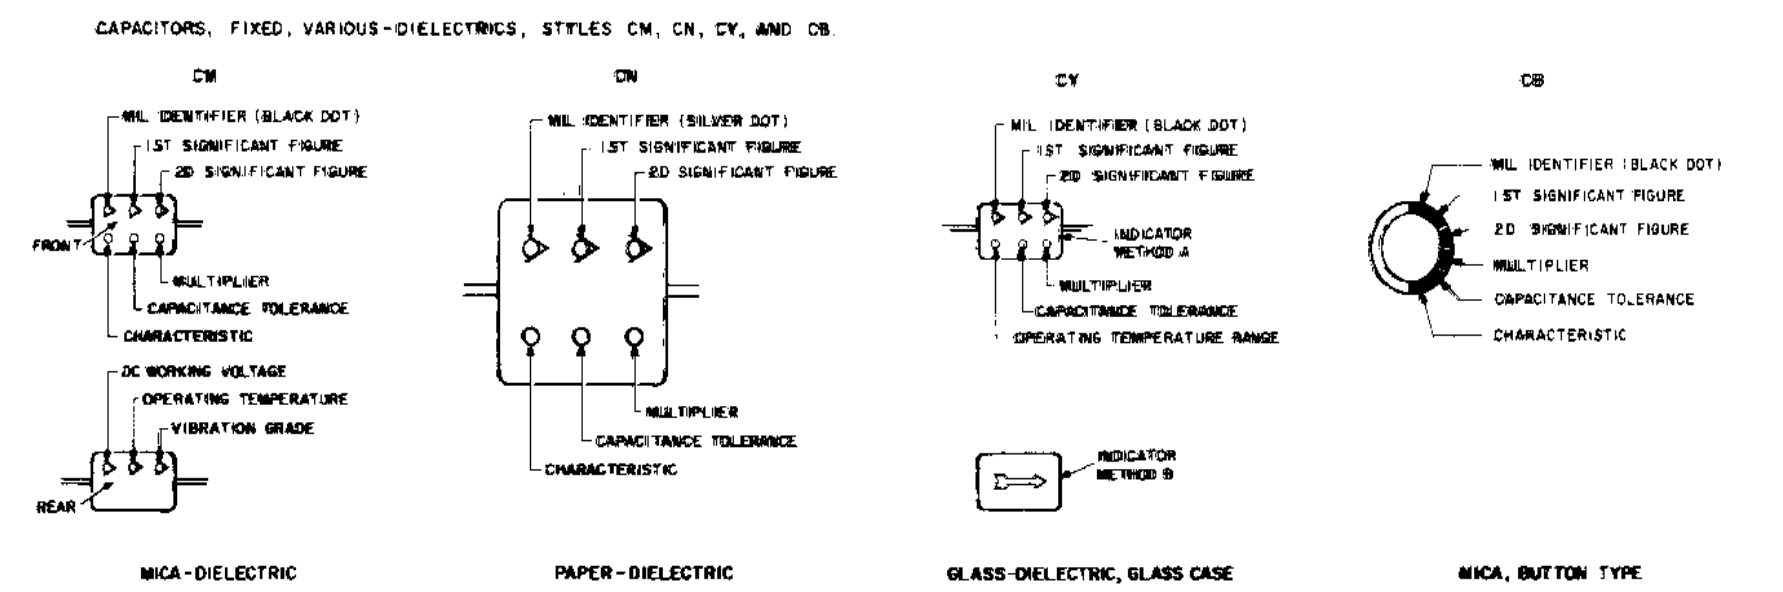 CAPACITORS, FIXED, VARIOUS-DIELECTRICS, STYLES CM, CN, CY, AND CB.
CM
MIL IDENTIFIER (BLACK DOT)
1ST SIGNIFICANT FIGURE
2D SIGNIFICANT FIGURE
FRONT
MULTIPLIER
CAPACITANCE TOLERANCE
CHARACTERISTIC
DC WORKING VOLTAGE
OPERATING TEMPERATURE
VIBRATION GRADE
REAR
MICA-DIELECTRIC
CN
MIL IDENTIFIER (SILVER DOT)
1ST SIGNIFICANT FIGURE
2D SIGNIFICANT FIGURE
MULTIPLIER
CAPACITANCE TOLERANCE
CHARACTERISTIC
PAPER-DIELECTRIC
CY
MIL IDENTIFIER (BLACK DOT)
1ST SIGNIFICANT FIGURE
2D SIGNIFICANT FIGURE
INDICATOR
METHOD A
MULTIPLIER
CAPACITANCE TOLERANCE
OPERATING TEMPERATURE RANGE
INDICATOR
METHOD B
GLASS-DIELECTRIC, GLASS CASE
CB
MIL IDENTIFIER (BLACK DOT)
1ST SIGNIFICANT FIGURE
2D SIGNIFICANT FIGURE
MULTIPLIER
CAPACITANCE TOLERANCE
CHARACTERISTIC
MICA, BUTTON TYPE